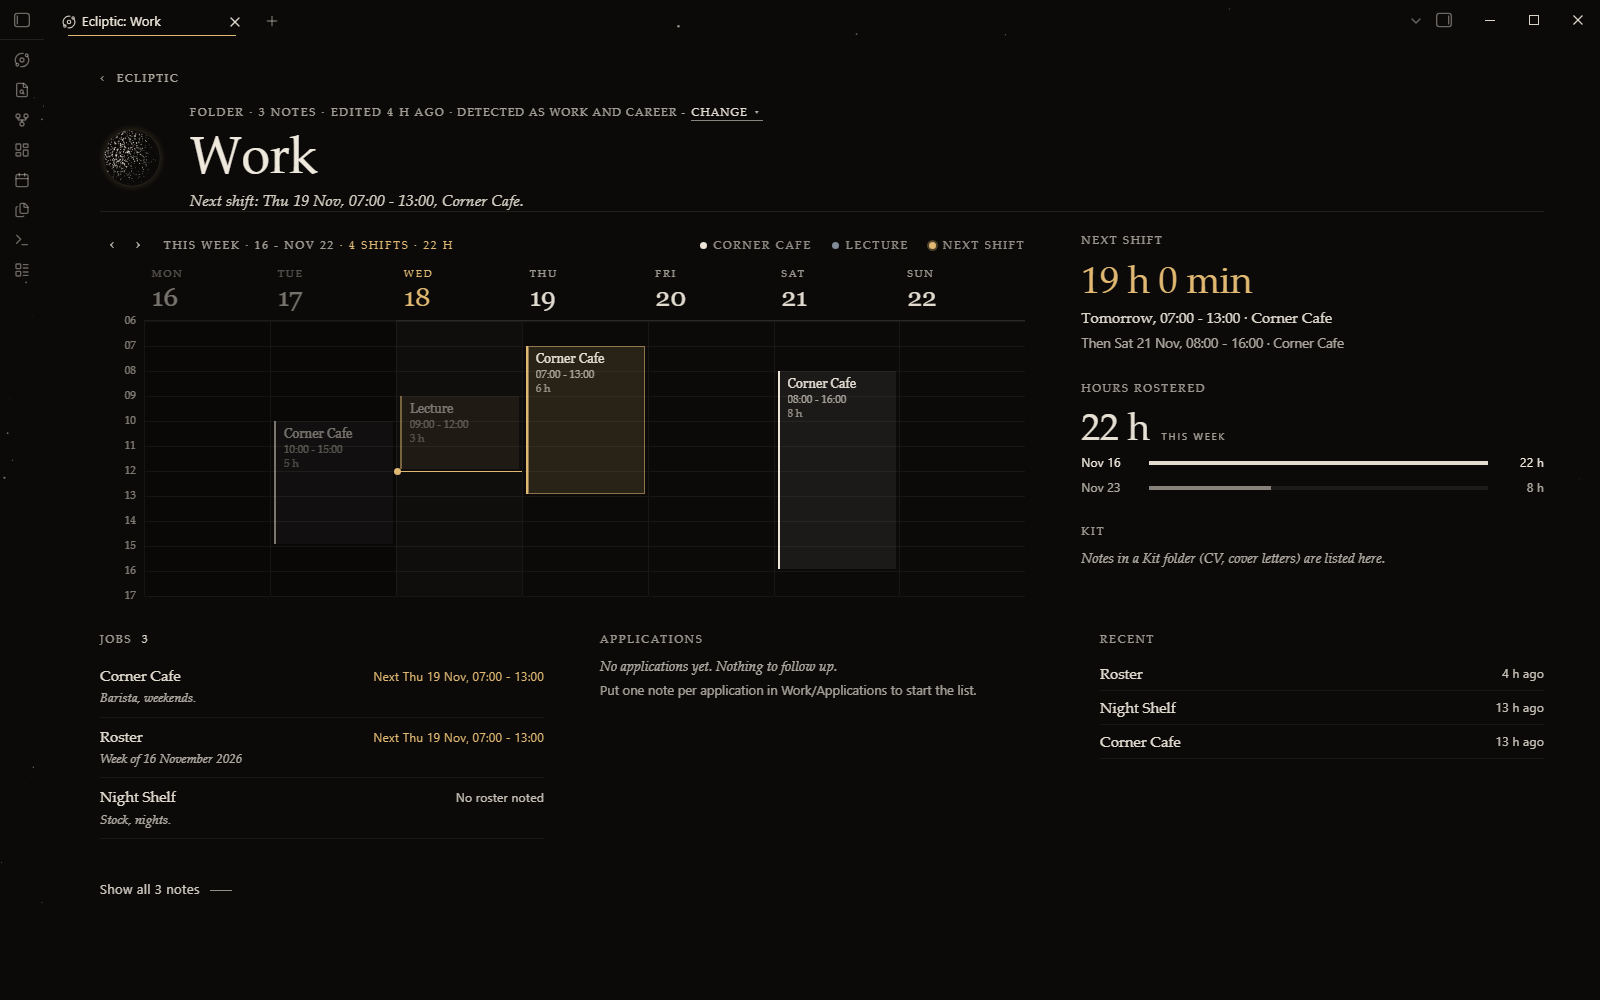 Ecliptic: Work
‹ ECLIPTIC
FOLDER · 3 NOTES · EDITED 4 H AGO · DETECTED AS WORK AND CAREER - CHANGE
Work
Next shift: Thu 19 Nov, 07:00 - 13:00, Corner Cafe.
‹ › THIS WEEK · 16 - NOV 22 · 4 SHIFTS · 22 H
CORNER CAFE LECTURE NEXT SHIFT
MON TUE WED THU FRI SAT SUN
16 17 18 19 20 21 22
06
07
08
09
10
11
12
13
14
15
16
17
Corner Cafe
10:00 - 15:00
5 h
Lecture
09:00 - 12:00
3 h
Corner Cafe
07:00 - 13:00
6 h
Corner Cafe
08:00 - 16:00
8 h
NEXT SHIFT
19 h 0 min
Tomorrow, 07:00 - 13:00 · Corner Cafe
Then Sat 21 Nov, 08:00 - 16:00 · Corner Cafe
HOURS ROSTERED
22 h THIS WEEK
Nov 16 22 h
Nov 23 8 h
KIT
Notes in a Kit folder (CV, cover letters) are listed here.
JOBS 3
Corner Cafe Next Thu 19 Nov, 07:00 - 13:00
Barista, weekends.
Roster Next Thu 19 Nov, 07:00 - 13:00
Week of 16 November 2026
Night Shelf No roster noted
Stock, nights.
APPLICATIONS
No applications yet. Nothing to follow up.
Put one note per application in Work/Applications to start the list.
RECENT
Roster 4 h ago
Night Shelf 13 h ago
Corner Cafe 13 h ago
Show all 3 notes